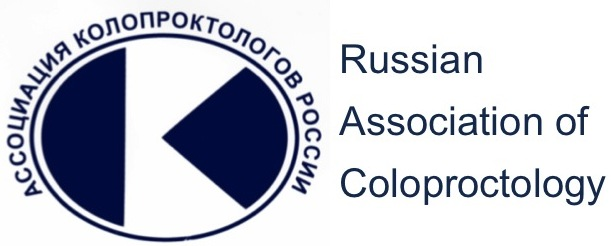 АССОЦИАЦИЯ КОЛОПРОКТОЛОГОВ РОССИИ
Russian
Association of
Coloproctology